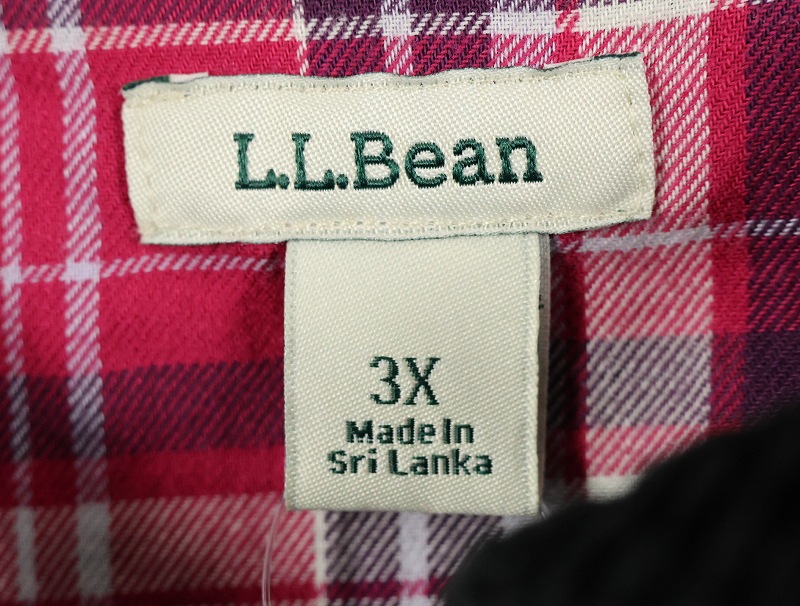 L.L.Bean
3X
Made In
Sri Lanka